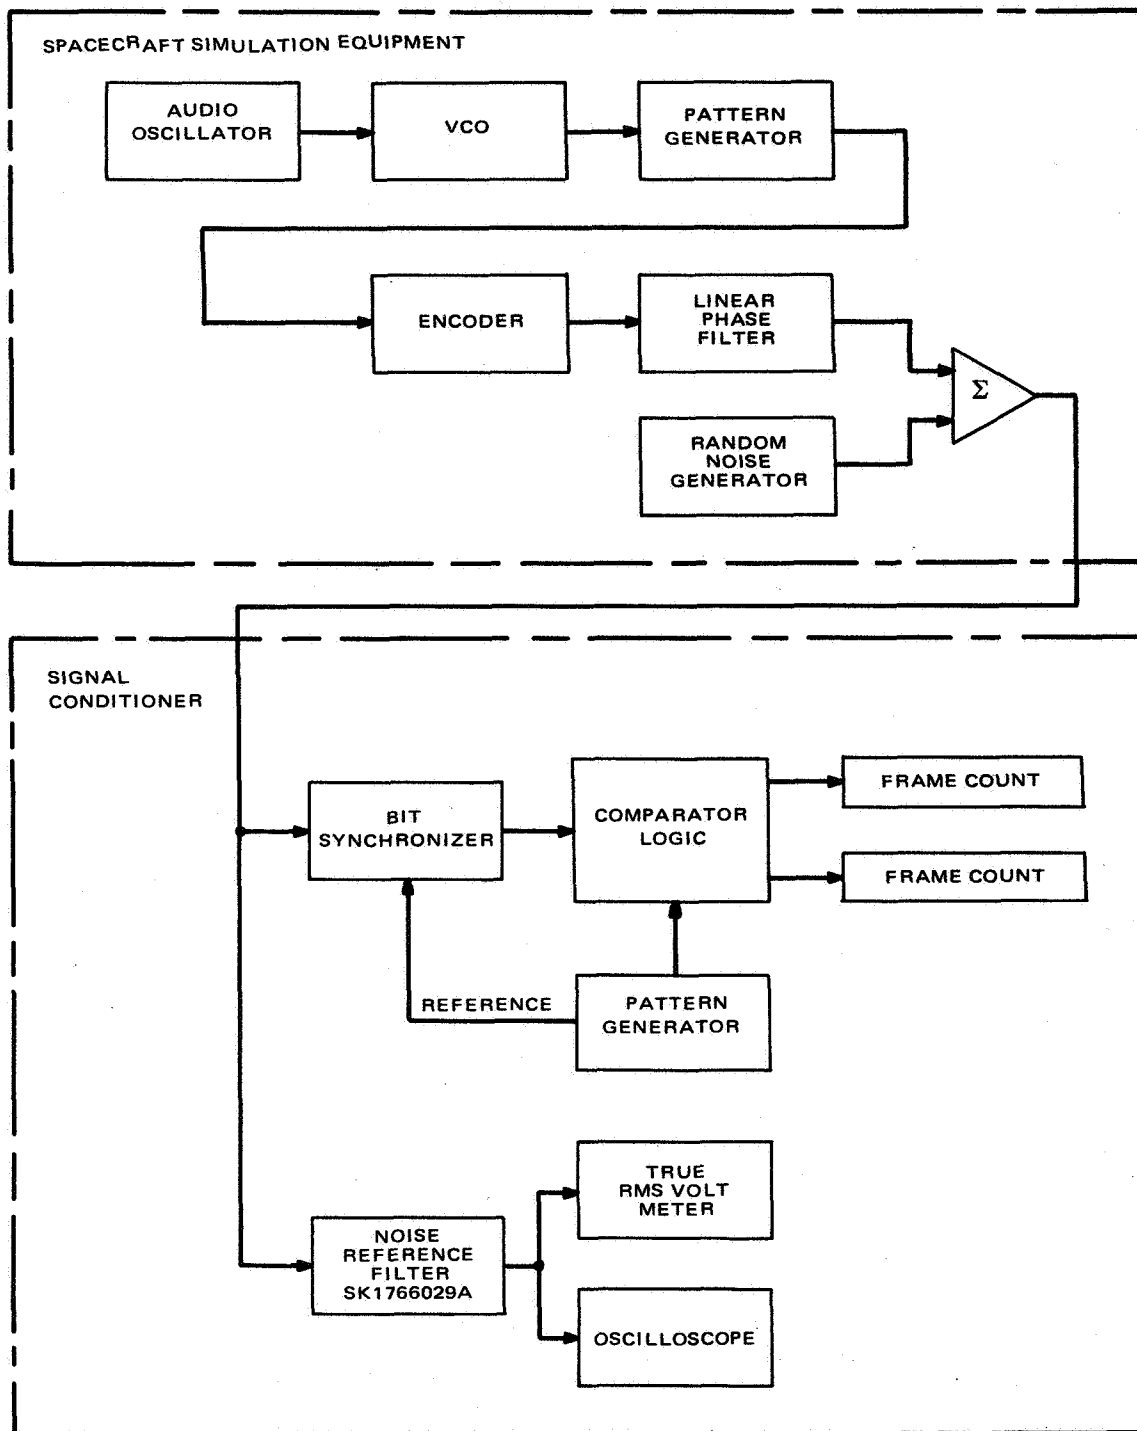 SPACECRAFT SIMULATION EQUIPMENT
AUDIO
OSCILLATOR
VCO
PATTERN
GENERATOR
ENCODER
LINEAR
PHASE
FILTER
Σ
RANDOM
NOISE
GENERATOR
SIGNAL
CONDITIONER
BIT
SYNCHRONIZER
COMPARATOR
LOGIC
FRAME COUNT
FRAME COUNT
REFERENCE
PATTERN
GENERATOR
TRUE
RMS VOLT
METER
NOISE
REFERENCE
FILTER
SK1766029A
OSCILLOSCOPE